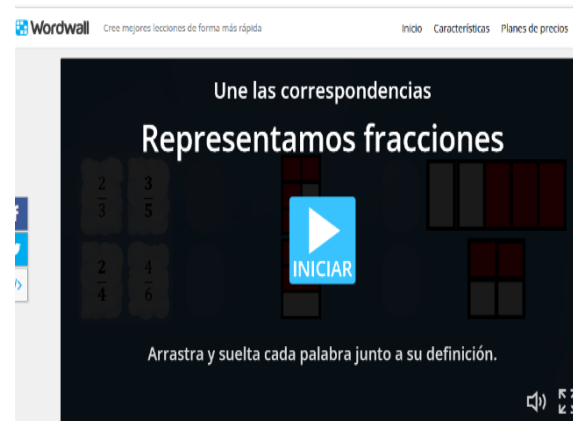 Wordwall Cree mejores lecciones de forma más rápida Inicio Características Planes de precios
Une las correspondencias
Representamos fracciones
2/3 3/5
INICIAR
2/4 4/6
Arrastra y suelta cada palabra junto a su definición.